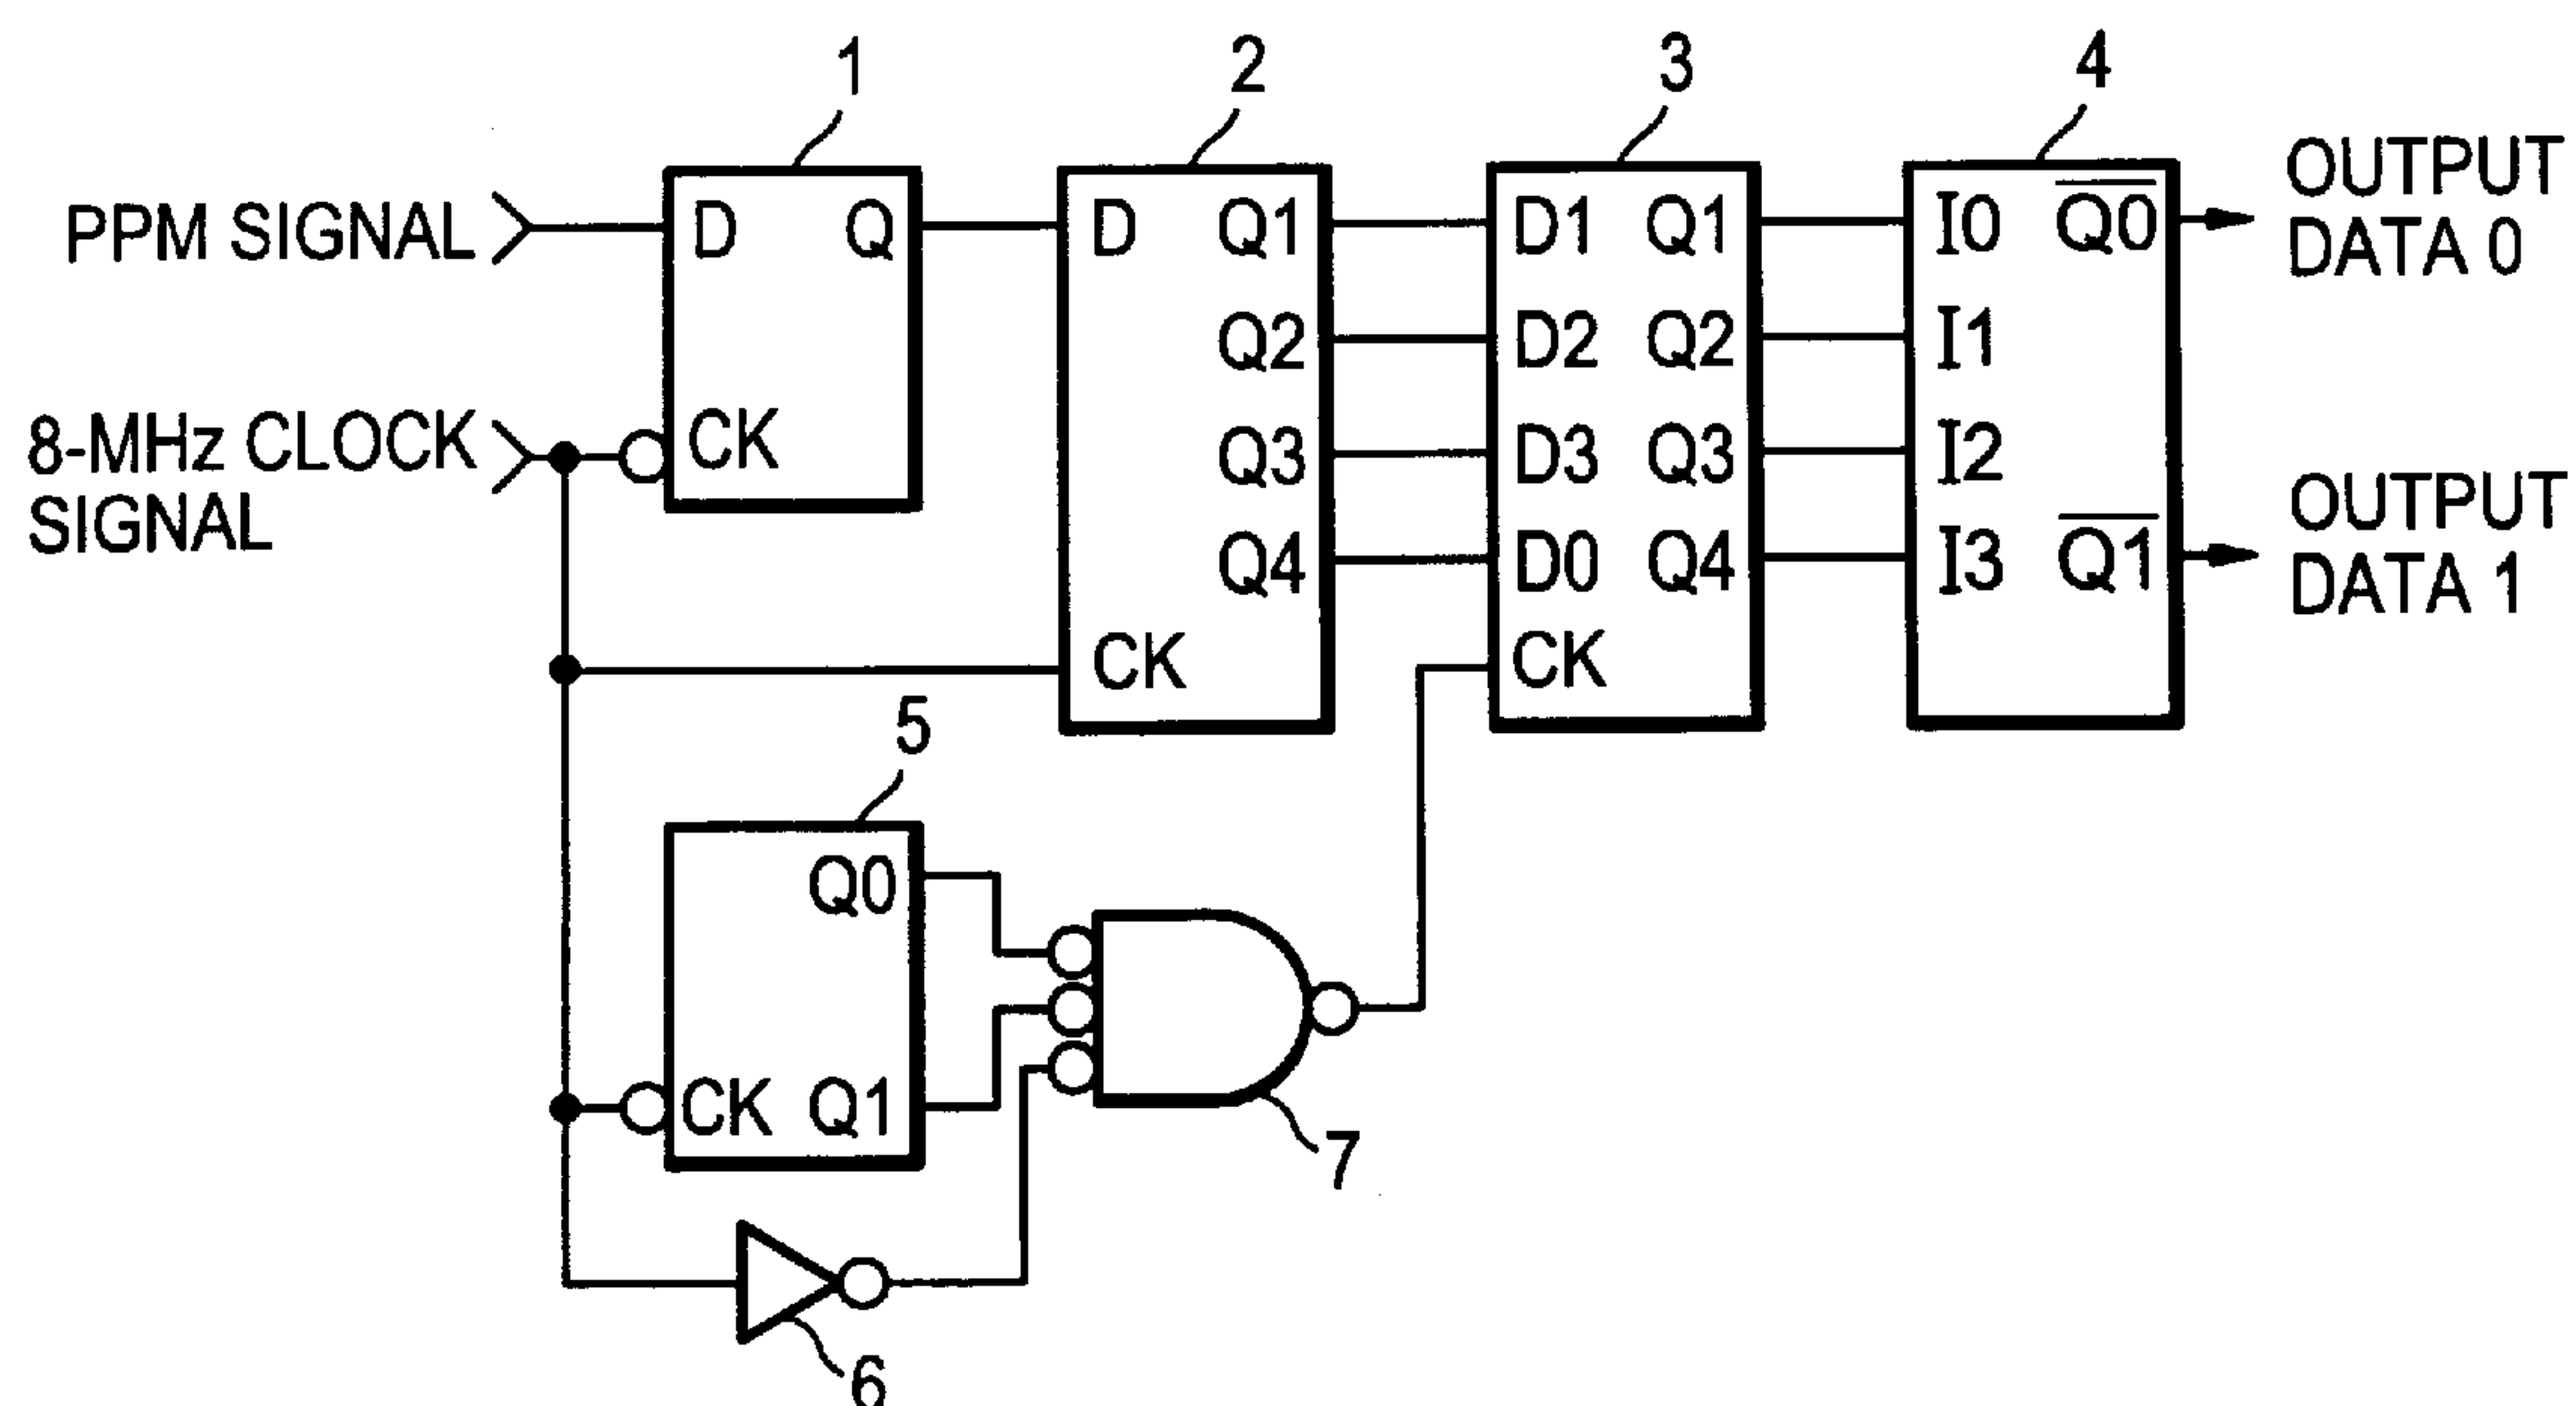 1
2
3
4
PPM SIGNAL
8-MHz CLOCK
SIGNAL
D
Q
CK
D
Q1
Q2
Q3
Q4
CK
D1
Q1
D2
Q2
D3
Q3
D0
Q4
CK
I0
Q0
I1
I2
I3
Q1
OUTPUT
DATA 0
OUTPUT
DATA 1
5
Q0
CK
Q1
7
6